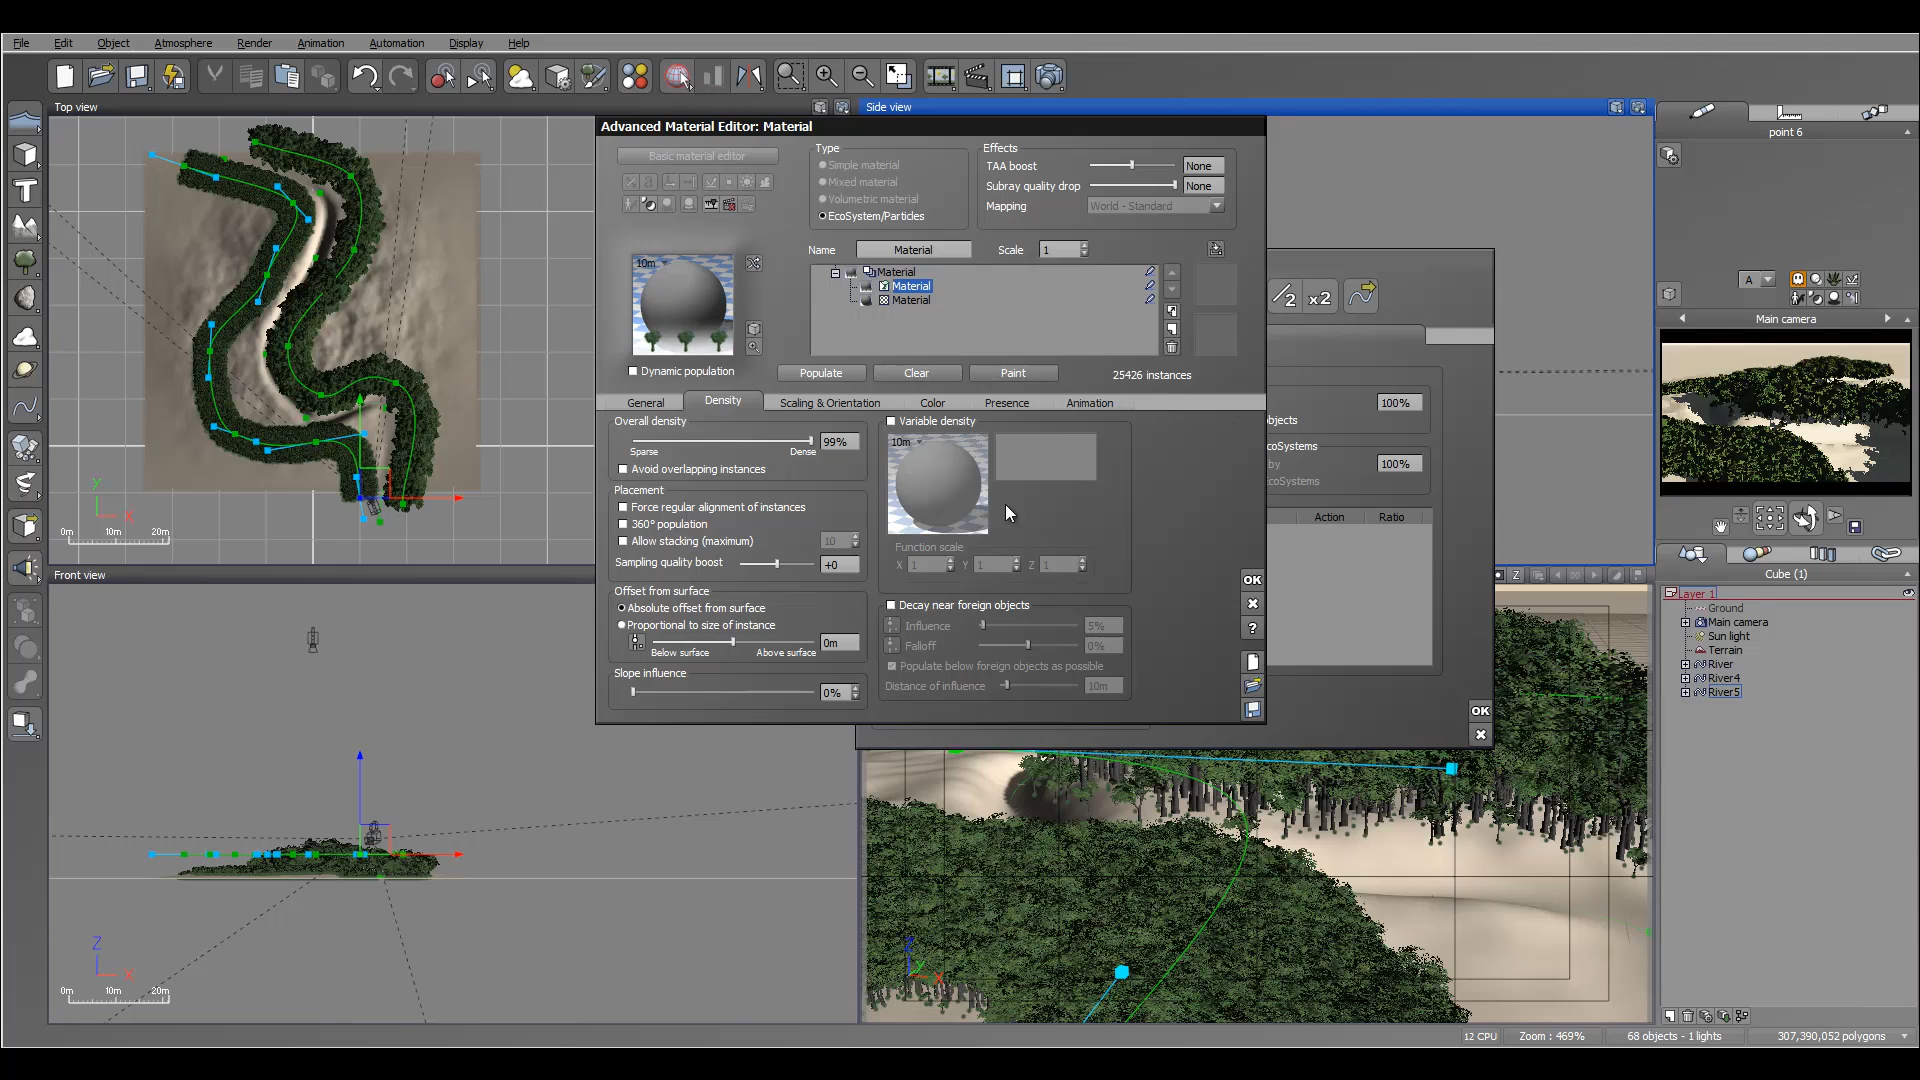 File Edit Object Atmosphere Render Animation Automation Display Help
Top view
Side view
Advanced Material Editor: Material
Basic material editor
Type
Simple material
Mixed material
Volumetric material
EcoSystem/Particles
Effects
TAA boost None
Subray quality drop None
Mapping World - Standard
Name Material Scale 1
10m
Material
Material
Material
Dynamic population
Populate Clear Paint 25426 instances
General Density Scaling & Orientation Color Presence Animation
Overall density
99%
Sparse Dense
Avoid overlapping instances
Placement
Force regular alignment of instances
360° population
Allow stacking (maximum) 10
Sampling quality boost +0
Offset from surface
Absolute offset from surface
Proportional to size of instance
0m
Below surface Above surface
Slope influence
0%
Variable density
10m
Function scale
X 1 Y 1 Z 1
Decay near foreign objects
Influence 5%
Falloff 0%
Populate below foreign objects as possible
Distance of influence 10m
OK
?
/2 x2
100%
bjects
coSystems
by 100%
coSystems
Action Ratio
OK
point 6
A
Main camera
Cube (1)
Layer 1
Ground
Main camera
Sun light
Terrain
River
River4
River5
Y
X
0m 10m 20m
Front view
Z
X
0m 10m 20m
Z
Z
Y
X
12 CPU Zoom : 469% 68 objects - 1 lights 307,390,052 polygons